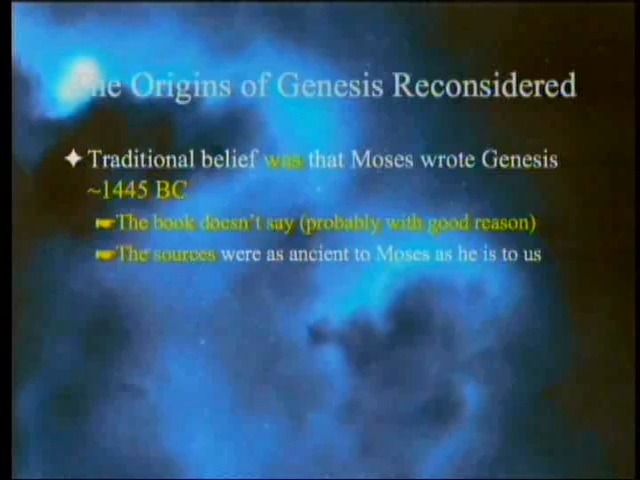 The Origins of Genesis Reconsidered
Traditional belief was that Moses wrote Genesis
~1445 BC
The book doesn't say (probably with good reason)
The sources were as ancient to Moses as he is to us